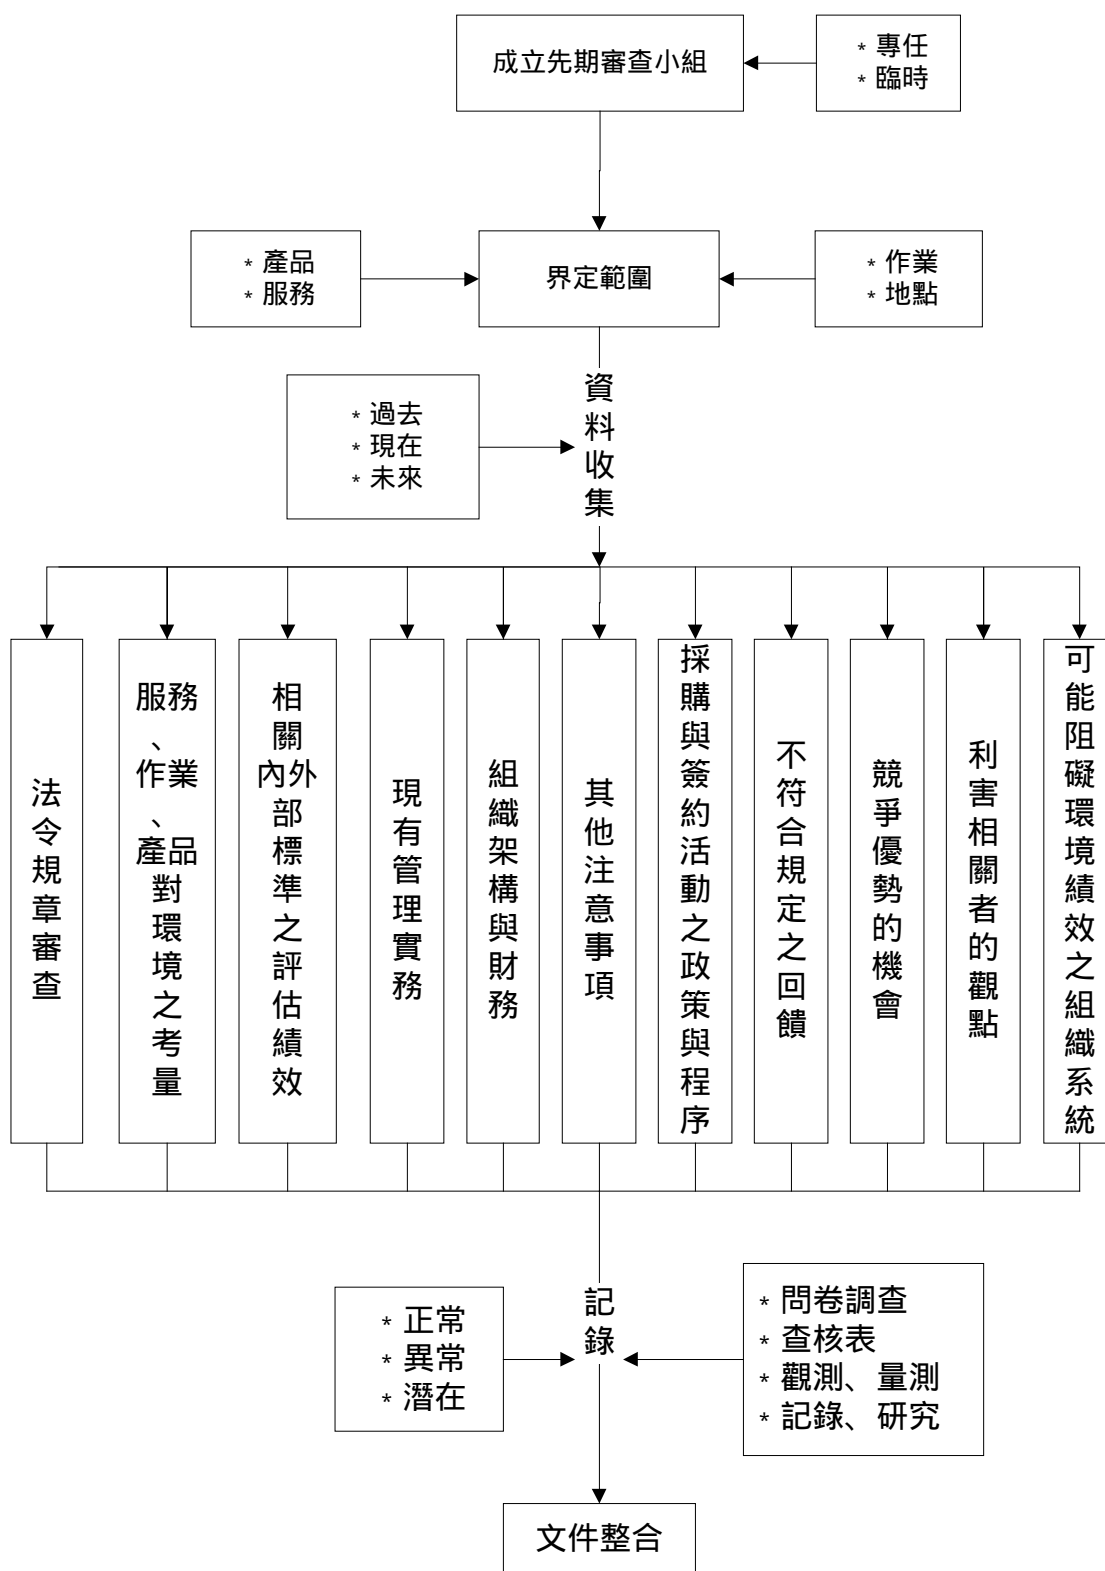 成立先期審查小組
* 專任
* 臨時
* 產品
* 服務
界定範圍
* 作業
* 地點
* 過去
* 現在
* 未來
資料收集
法令規章審查
服務、作業、產品對環境之考量
相關內外部標準之評估績效
現有管理實務
組織架構與財務
其他注意事項
採購與簽約活動之政策與程序
不符合規定之回饋
競爭優勢的機會
利害相關者的觀點
可能阻礙環境績效之組織系統
* 正常
* 異常
* 潛在
記錄
* 問卷調查
* 查核表
* 觀測、量測
* 記錄、研究
文件整合